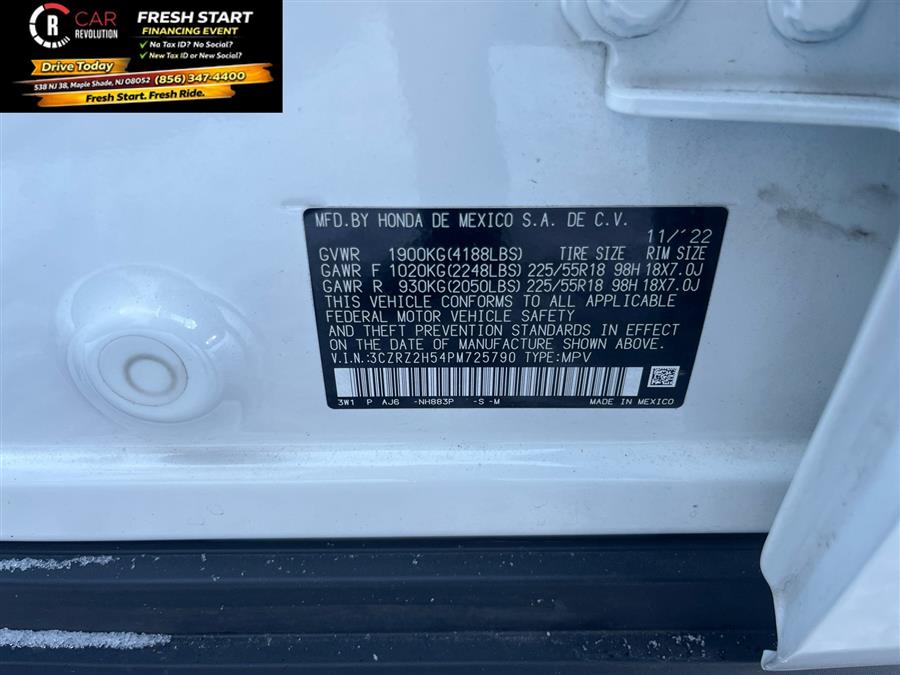 R CAR
REVOLUTION
FRESH START
FINANCING EVENT
✓ No Tax ID? No Social?
✓ New Tax ID or New Social?
Drive Today
538 NJ 38, Maple Shade, NJ 08052 (856) 347-4400
Fresh Start. Fresh Ride.
MFD.BY HONDA DE MEXICO S.A. DE C.V.
11/'22
GVWR 1900KG(4188LBS) TIRE SIZE RIM SIZE
GAWR F 1020KG(2248LBS) 225/55R18 98H 18X7.0J
GAWR R 930KG(2050LBS) 225/55R18 98H 18X7.0J
THIS VEHICLE CONFORMS TO ALL APPLICABLE
FEDERAL MOTOR VEHICLE SAFETY
AND THEFT PREVENTION STANDARDS IN EFFECT
ON THE DATE OF MANUFACTURE SHOWN ABOVE.
V.I.N.:3CZRZ2H54PM725790 TYPE:MPV
3W1 P AJ6 -NH883P -S-M MADE IN MEXICO